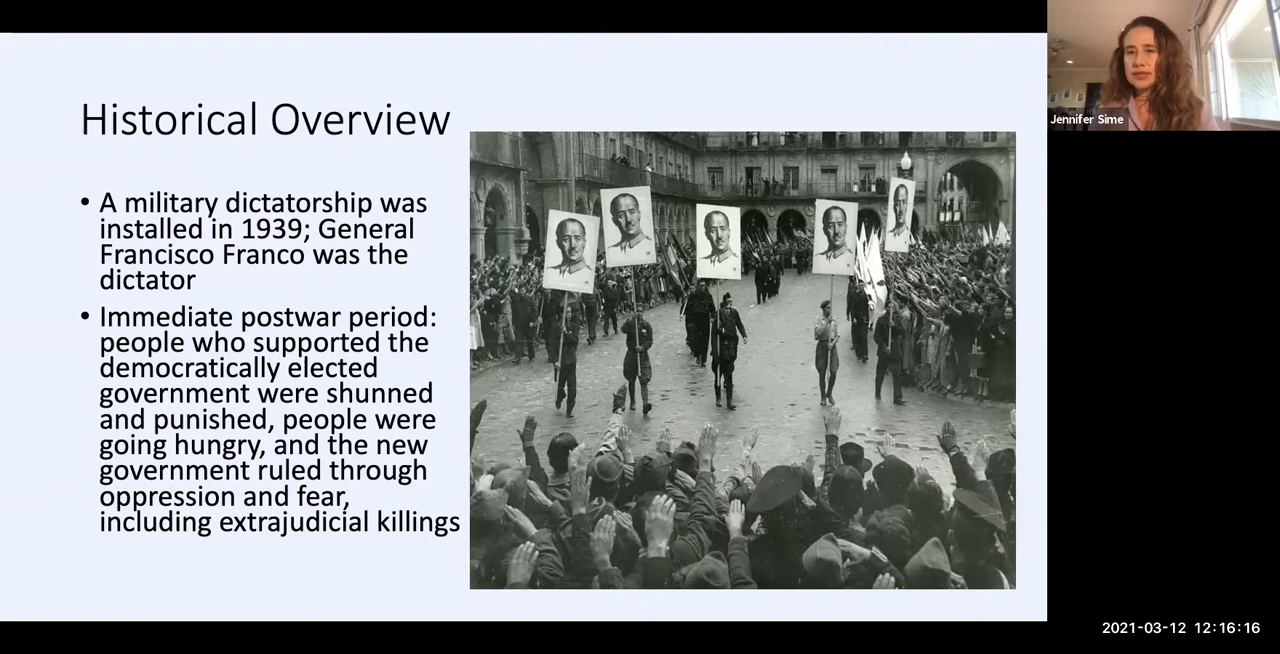 Historical Overview
• A military dictatorship was
installed in 1939; General
Francisco Franco was the
dictator
• Immediate postwar period:
people who supported the
democratically elected
government were shunned
and punished, people were
going hungry, and the new
government ruled through
oppression and fear,
including extrajudicial killings
Jennifer Sime
2021-03-12 12:16:16